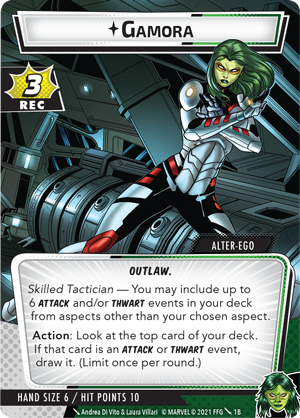 GAMORA
3
REC
ALTER-EGO
OUTLAW.
Skilled Tactician — You may include up to
6 ATTACK and/or THWART events in your deck
from aspects other than your chosen aspect.
Action: Look at the top card of your deck.
If that card is an ATTACK or THWART event,
draw it. (Limit once per round.)
HAND SIZE 6 / HIT POINTS 10
Andrea Di Vito & Laura Villari © MARVEL © 2021 FFG 1B